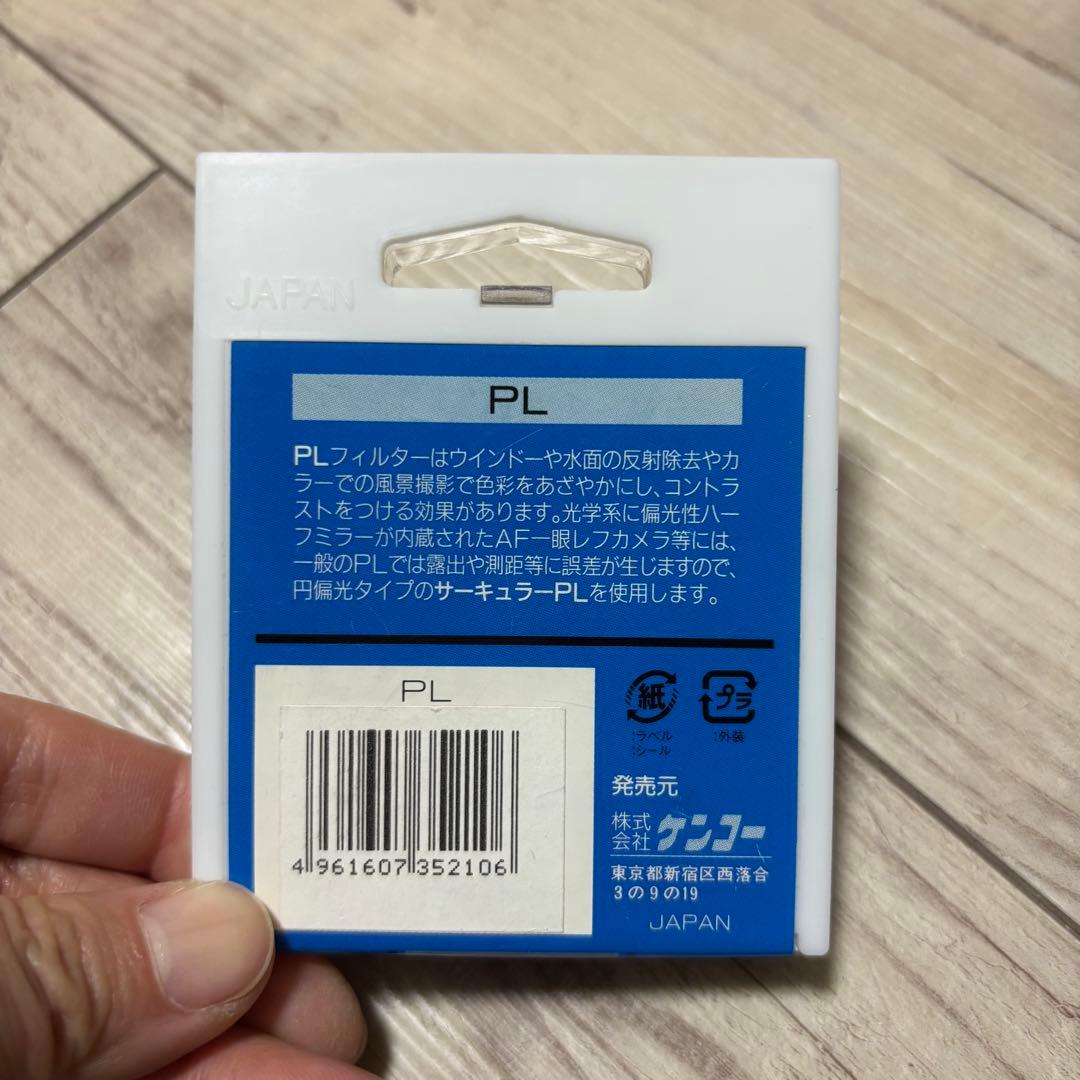 JAPAN
PL
PLフィルターはウインドーや水面の反射除去やカ
ラーでの風景撮影で色彩をあざやかにし、コントラ
ストをつける効果があります。光学系に偏光性ハー
フミラーが内蔵されたAF一眼レフカメラ等には、
一般のPLでは露出や測距等に誤差が生じますので、
円偏光タイプのサーキュラーPLを使用します。
PL
4961607352106
紙
:ラベル
:シール
プラ
:外装
発売元
株式会社ケンコー
東京都新宿区西落合
3の9の19
JAPAN